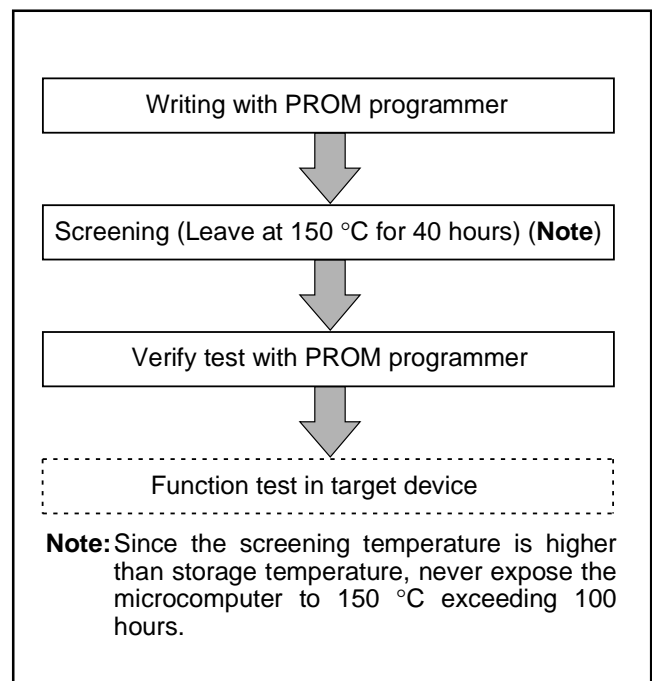 Writing with PROM programmer
Screening (Leave at 150 °C for 40 hours) (Note)
Verify test with PROM programmer
Function test in target device
Note: Since the screening temperature is higher
than storage temperature, never expose the
microcomputer to 150 °C exceeding 100
hours.